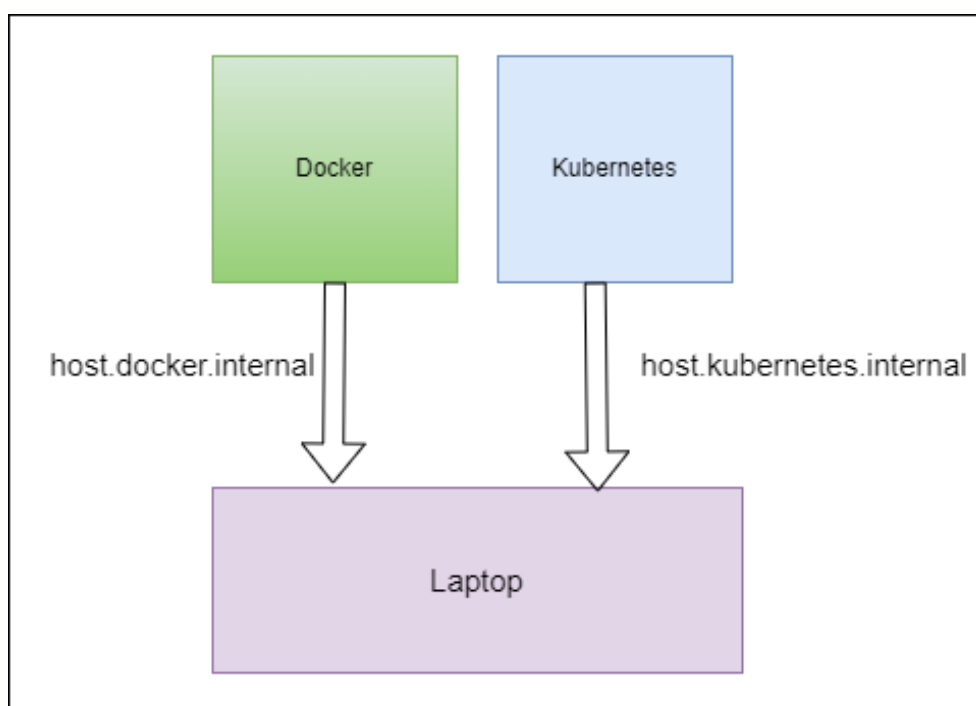 Docker
Kubernetes
host.docker.internal
host.kubernetes.internal
Laptop